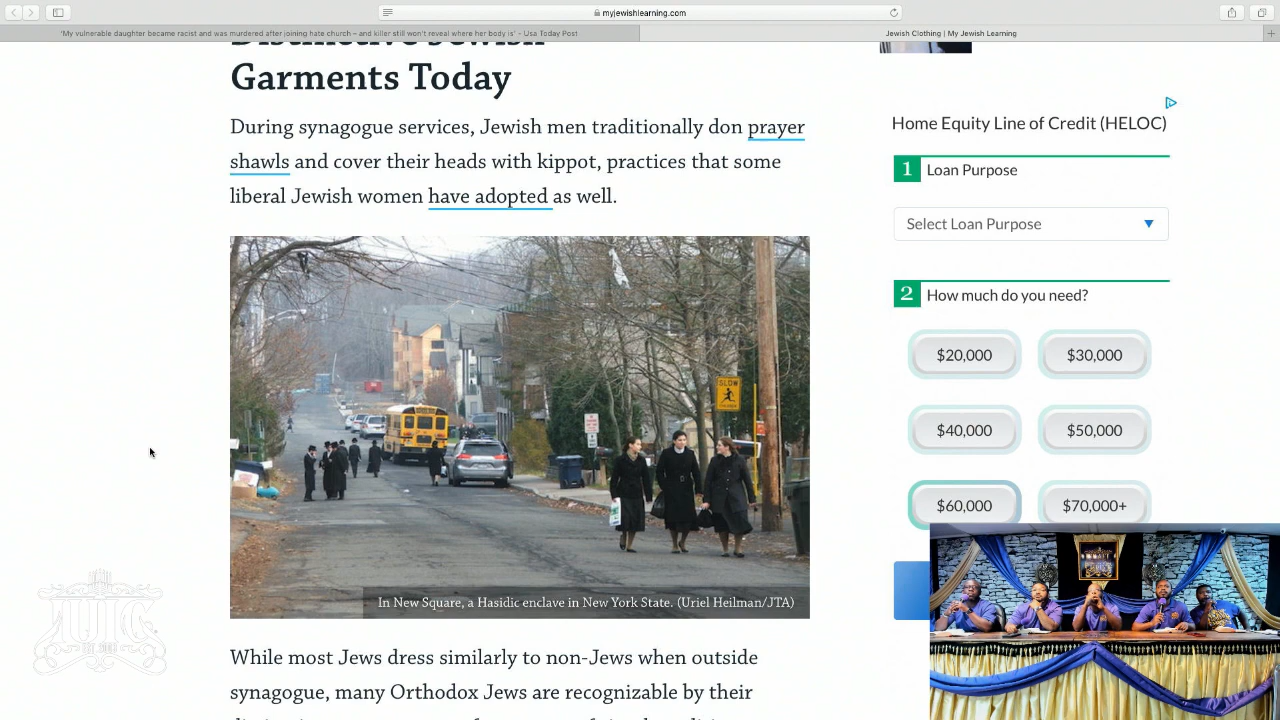 myjewishlearning.com
'My vulnerable daughter became racist and was murdered after joining hate church – and killer still won't reveal where her body is' - Usa Today Post
Jewish Clothing | My Jewish Learning
Distinctive Jewish
Garments Today
During synagogue services, Jewish men traditionally don prayer
shawls and cover their heads with kippot, practices that some
liberal Jewish women have adopted as well.
SLOW
In New Square, a Hasidic enclave in New York State. (Uriel Heilman/JTA)
While most Jews dress similarly to non-Jews when outside
synagogue, many Orthodox Jews are recognizable by their
Home Equity Line of Credit (HELOC)
1 Loan Purpose
Select Loan Purpose
2 How much do you need?
$20,000 $30,000
$40,000 $50,000
$60,000 $70,000+
IUIC